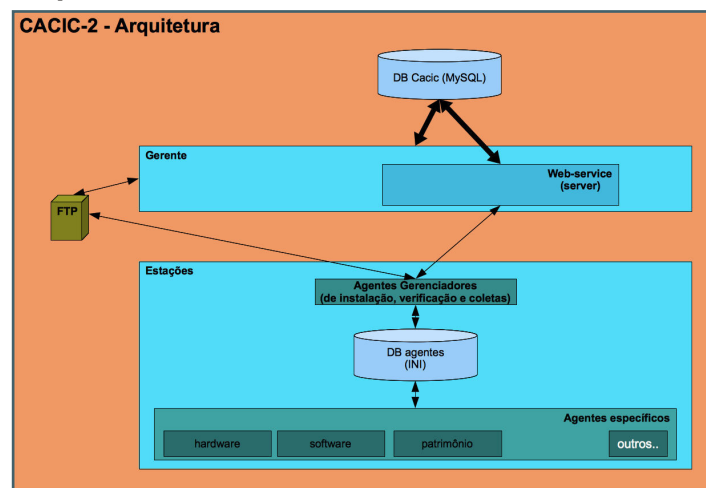 CACIC-2 - Arquitetura
DB Cacic (MySQL)
Gerente
Web-service
(server)
FTP
Estações
Agentes Gerenciadores
(de instalação, verificação e coletas)
DB agentes
(INI)
Agentes específicos
hardware
software
patrimônio
outros..